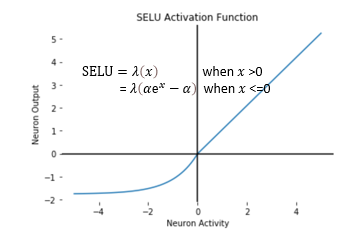 SELU Activation Function
5
4
3
2
1
0
−1
−2
SELU = λ(x) when x >0
= λ(αeˣ − α) when x <=0
−4 −2 0 2 4
Neuron Activity
Neuron Output